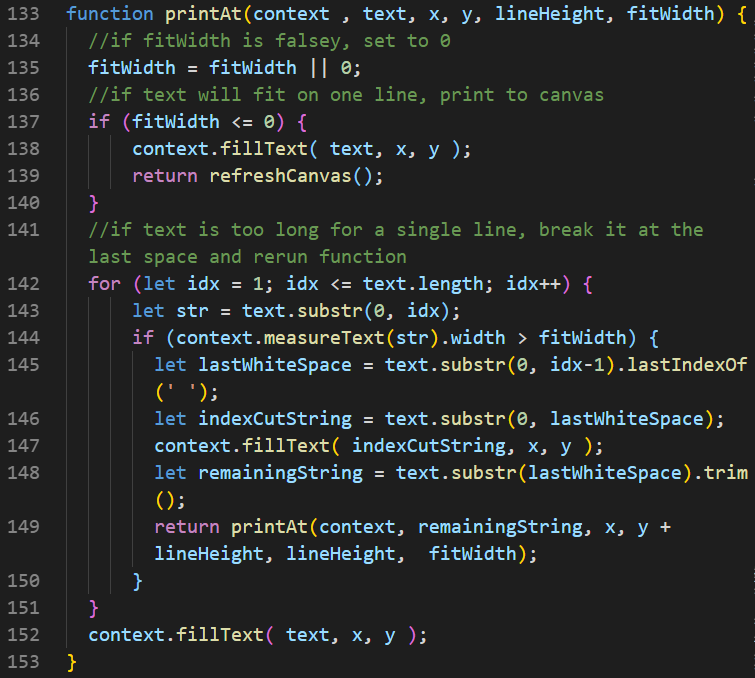 133 function printAt(context , text, x, y, lineHeight, fitWidth) {
134 //if fitWidth is falsey, set to 0
135 fitWidth = fitWidth || 0;
136 //if text will fit on one line, print to canvas
137 if (fitWidth <= 0) {
138 context.fillText( text, x, y );
139 return refreshCanvas();
140 }
141 //if text is too long for a single line, break it at the
last space and rerun function
142 for (let idx = 1; idx <= text.length; idx++) {
143 let str = text.substr(0, idx);
144 if (context.measureText(str).width > fitWidth) {
145 let lastWhiteSpace = text.substr(0, idx-1).lastIndexOf
(' ');
146 let indexCutString = text.substr(0, lastWhiteSpace);
147 context.fillText( indexCutString, x, y );
148 let remainingString = text.substr(lastWhiteSpace).trim
();
149 return printAt(context, remainingString, x, y +
lineHeight, lineHeight,  fitWidth);
150 }
151 }
152 context.fillText( text, x, y );
153 }